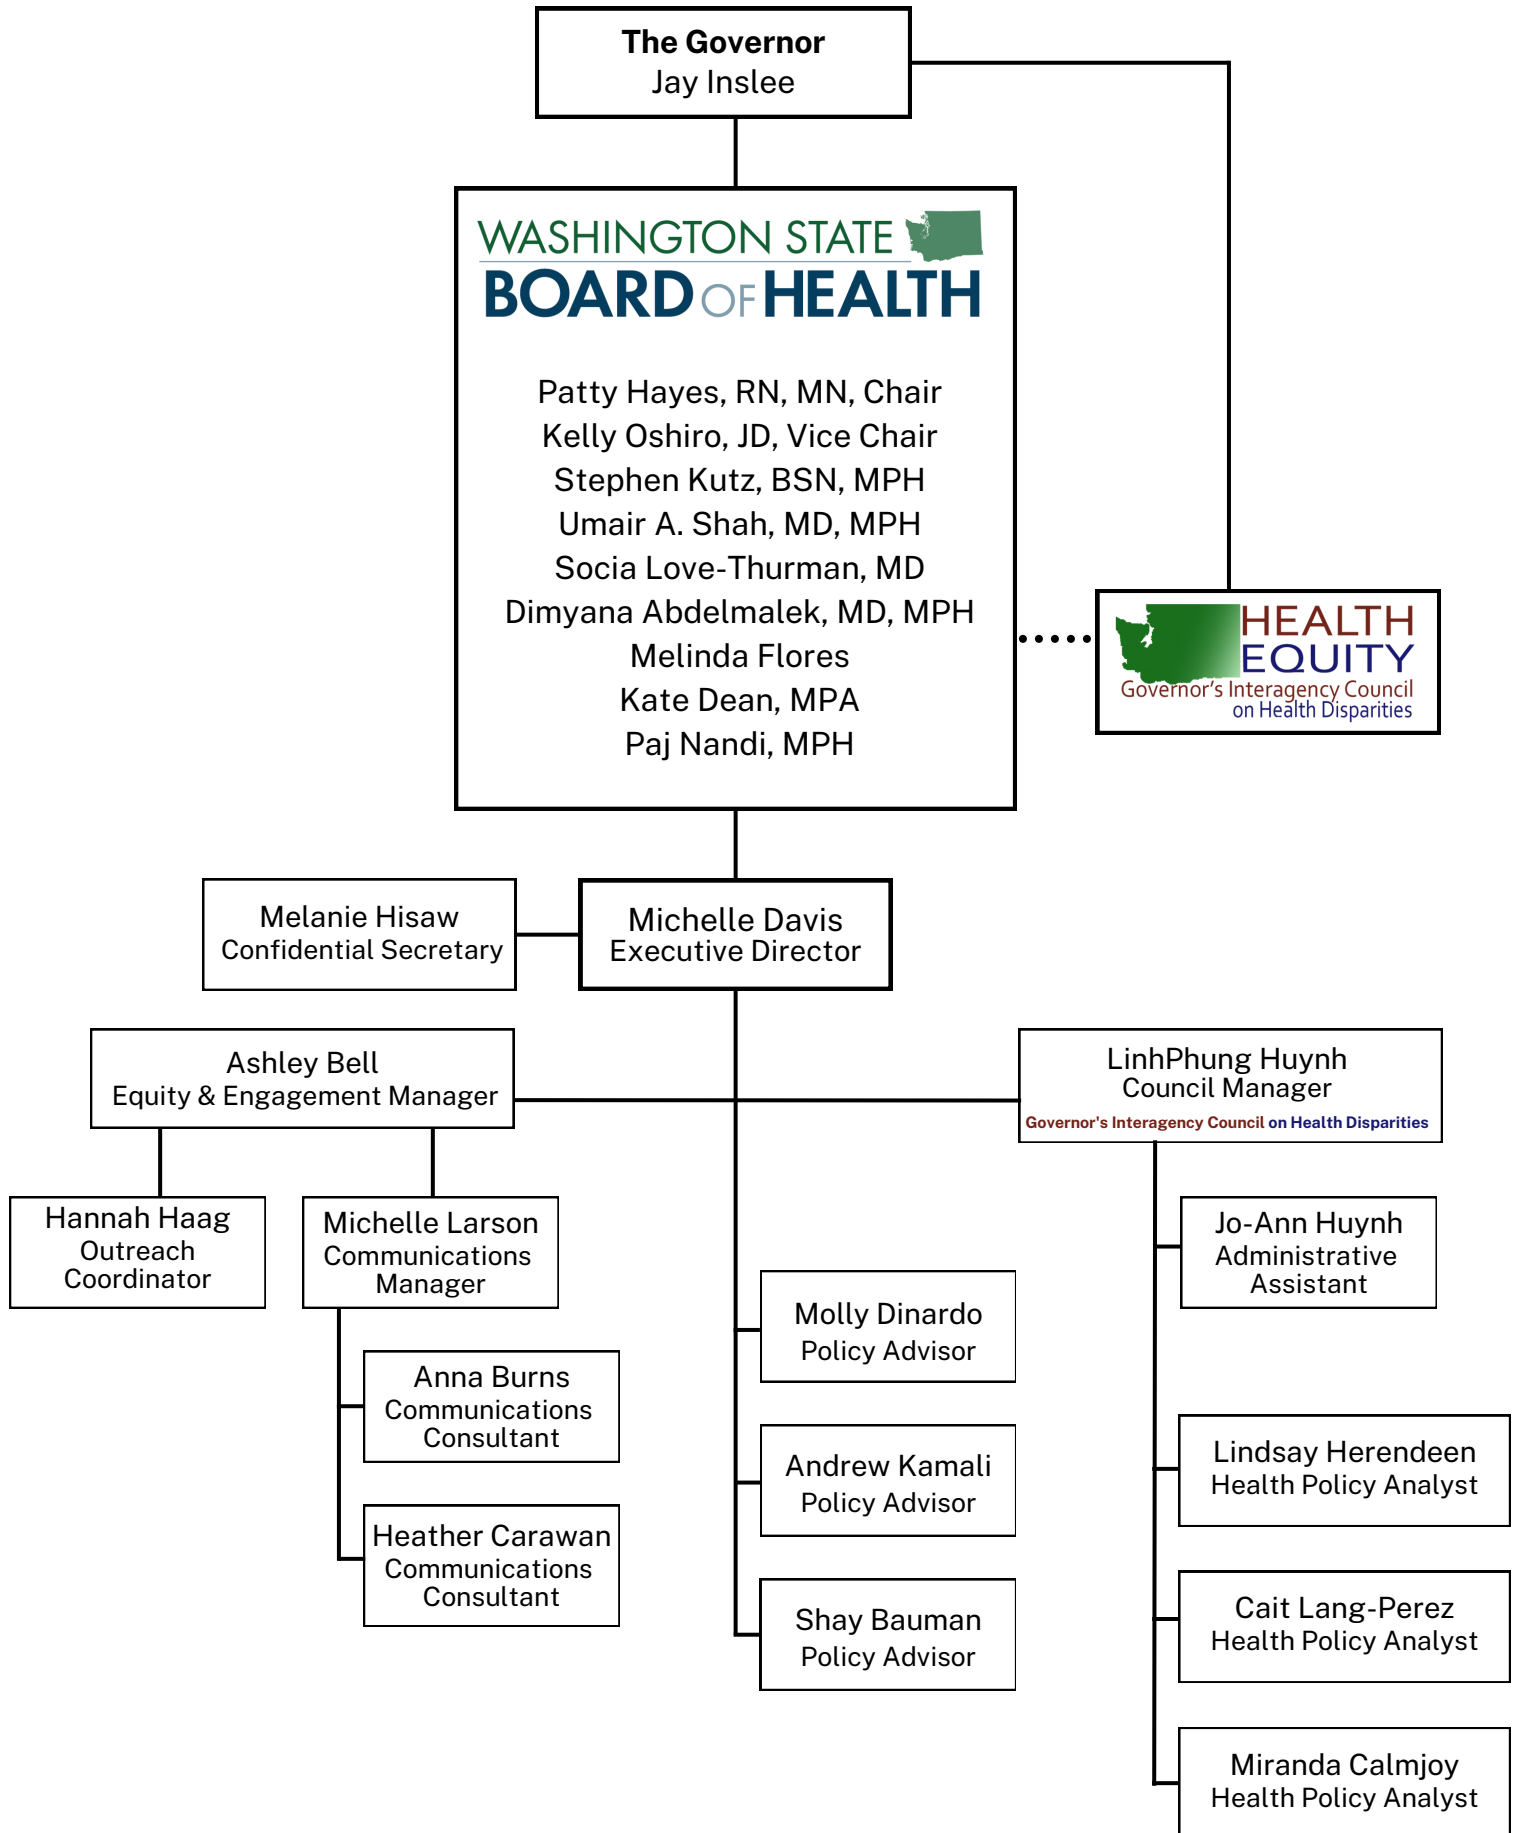 The Governor
Jay Inslee
WASHINGTON STATE
BOARD OF HEALTH
Patty Hayes, RN, MN, Chair
Kelly Oshiro, JD, Vice Chair
Stephen Kutz, BSN, MPH
Umair A. Shah, MD, MPH
Socia Love-Thurman, MD
Dimyana Abdelmalek, MD, MPH
Melinda Flores
Kate Dean, MPA
Paj Nandi, MPH
HEALTH
EQUITY
Governor's Interagency Council
on Health Disparities
Melanie Hisaw
Confidential Secretary
Michelle Davis
Executive Director
Ashley Bell
Equity & Engagement Manager
LinhPhung Huynh
Council Manager
Governor's Interagency Council on Health Disparities
Hannah Haag
Outreach
Coordinator
Michelle Larson
Communications
Manager
Anna Burns
Communications
Consultant
Heather Carawan
Communications
Consultant
Molly Dinardo
Policy Advisor
Andrew Kamali
Policy Advisor
Shay Bauman
Policy Advisor
Jo-Ann Huynh
Administrative
Assistant
Lindsay Herendeen
Health Policy Analyst
Cait Lang-Perez
Health Policy Analyst
Miranda Calmjoy
Health Policy Analyst